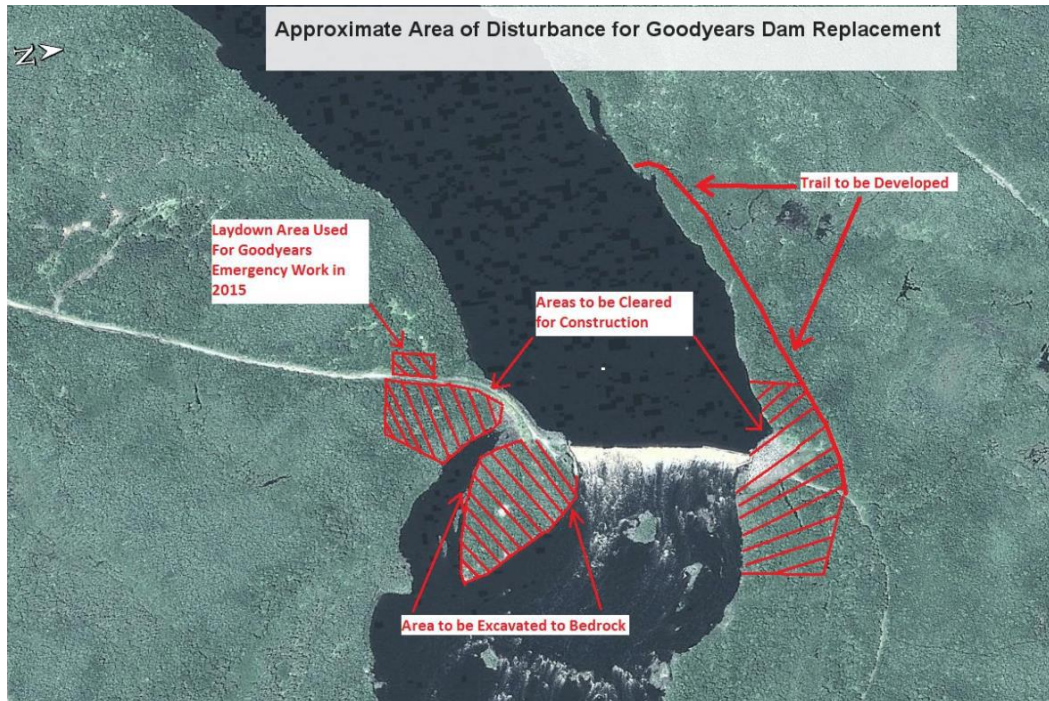 Approximate Area of Disturbance for Goodyears Dam Replacement
N
Trail to be Developed
Laydown Area Used
For Goodyears
Emergency Work in
2015
Areas to be Cleared
for Construction
Area to be Excavated to Bedrock